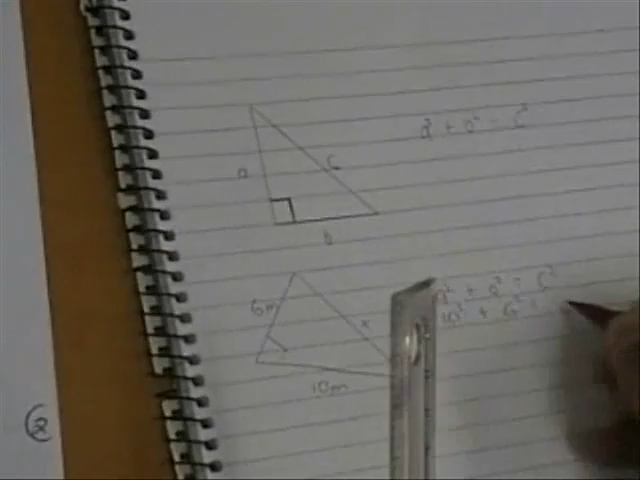 a² + b² = c²
a
c
b
6m
x
10m
a² + b² = c²
10² + 6² =
2